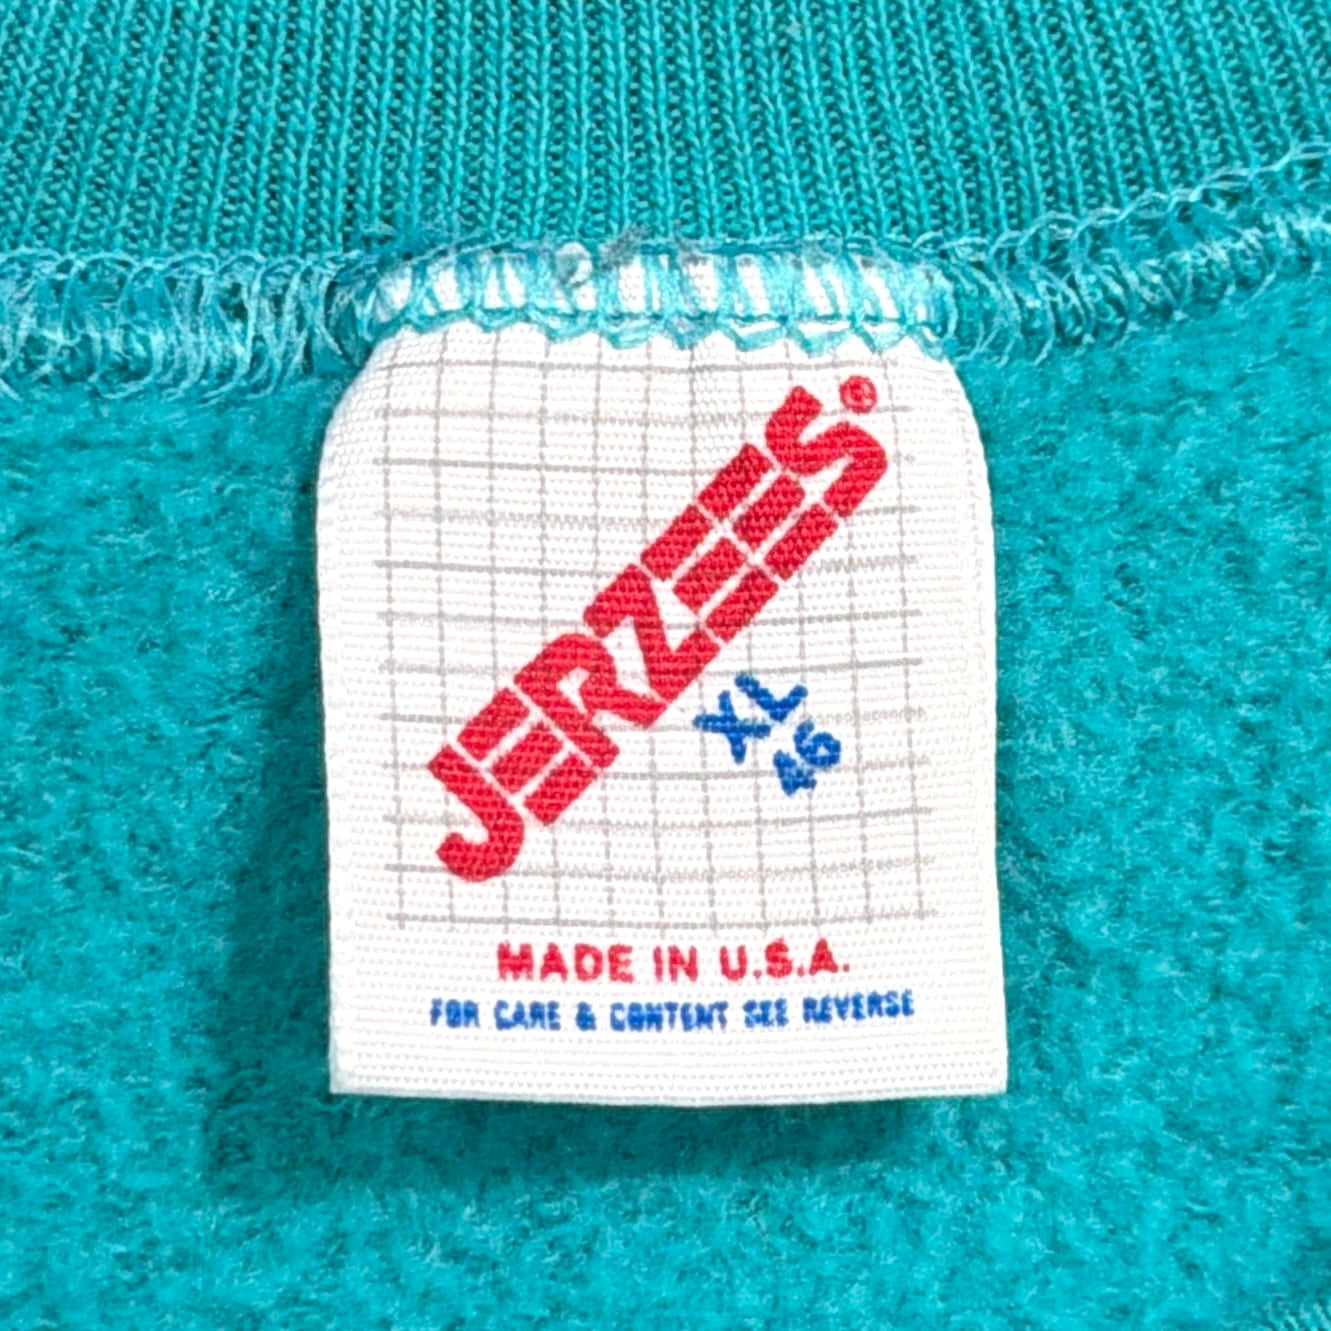 JERZEES®
XL
46
MADE IN U.S.A.
FOR CARE & CONTENT SEE REVERSE